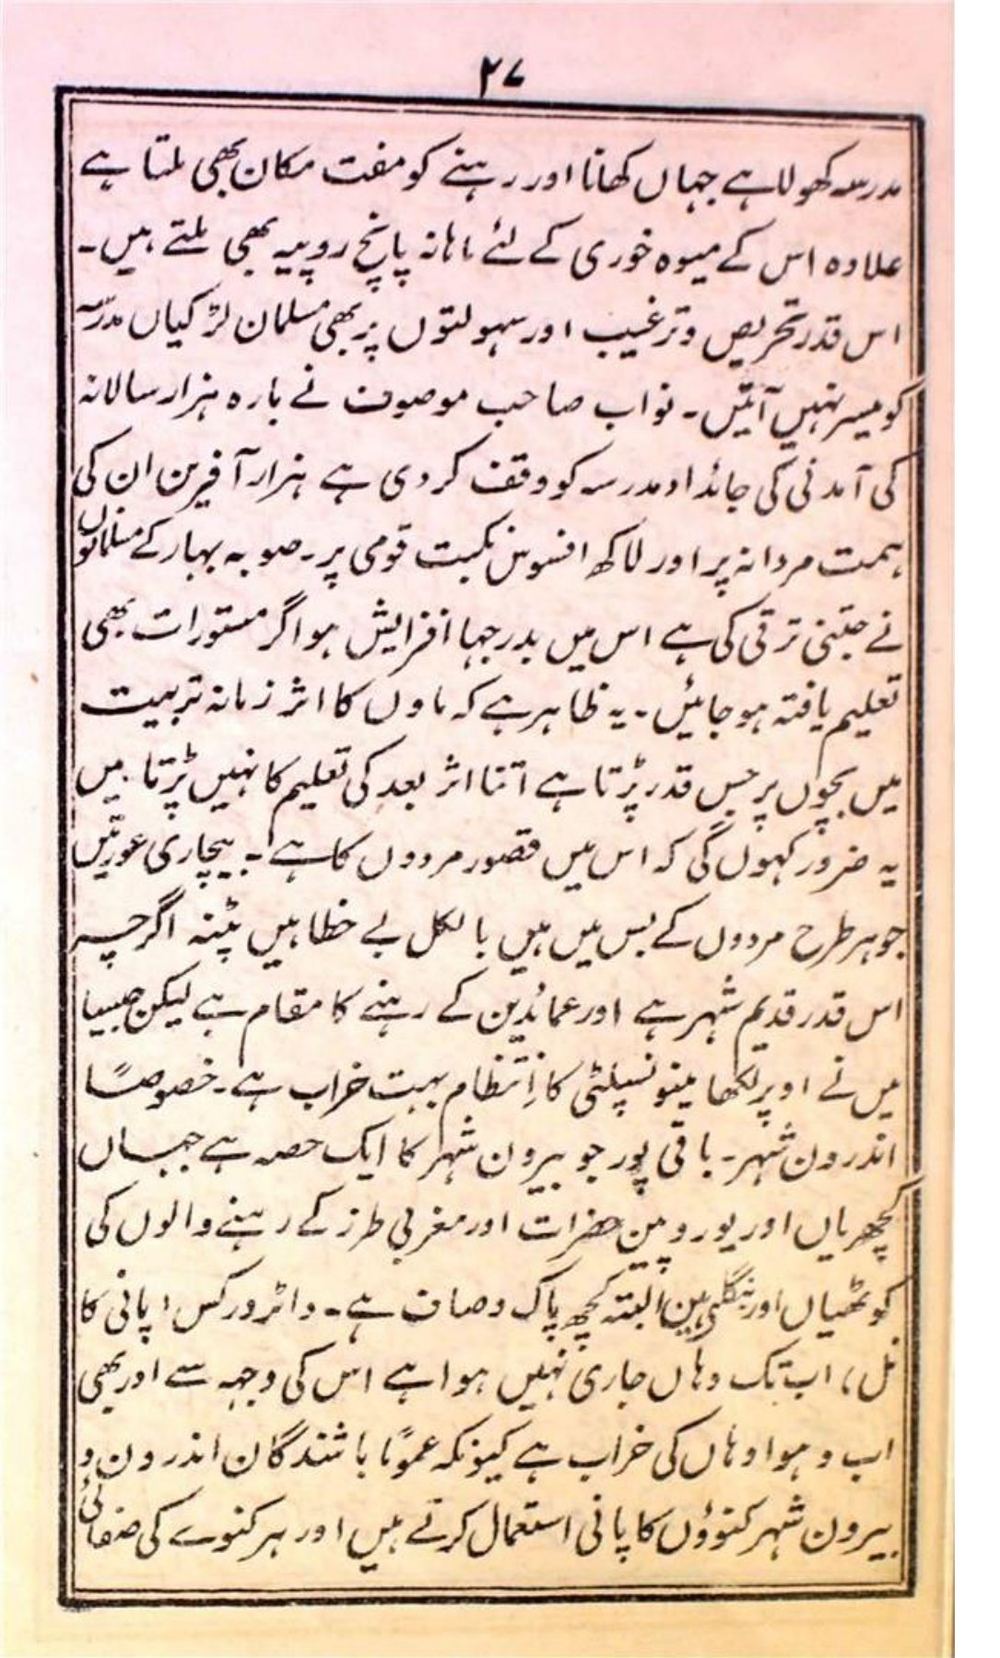 ۲۷
مدرسہ کھولا ہے جہاں کھانا اور رہنے کو مفت مکان بھی ملتا ہے
علاوہ اس کے میوہ خوری کے لئے ماہانہ پانچ روپیہ بھی ملتے ہیں۔
اس قدر تحریص و ترغیب اور سہولتوں پر بھی مسلمان لڑکیاں مدرسہ
کو میسر نہیں آتیں۔ نواب صاحب موصوف نے بارہ ہزار سالانہ
کی آمدنی کی جائداد مدرسہ کو وقف کر دی ہے ہزار آفرین ان کی
ہمت مردانہ پر اور لاکھ افسوس نکبت قومی پر۔ صوبہ بہار کے مسلمانوں
نے جتنی ترقی کی ہے اس میں بدرجہا افزایش ہو اگر مستورات بھی
تعلیم یافتہ ہو جائیں۔ یہ ظاہر ہے کہ ماوں کا اثر زمانہ تربیت
میں بچوں پر جس قدر پڑتا ہے اتنا اثر بعد کی تعلیم کا نہیں پڑتا میں
یہ ضرور کہوں گی کہ اس میں قصور مردوں کا ہے۔ بیچاری عورتیں
جو ہر طرح مردوں کے بس میں ہیں بالکل بے خطا ہیں پٹنہ اگرچہ
اس قدر قدیم شہر ہے اور عمائدین کے رہنے کا مقام ہے لیکن جیسا
میں نے اوپر لکھا مینونسپلٹی کا انتظام بہت خراب ہے۔ خصوصاً
اندرون شہر۔ باقی پور جو بیرون شہر کا ایک حصہ ہے جہاں
کچھریاں اور یوروپین حضرات اور مغربی طرز کے رہنے والوں کی
کوٹھیاں اور بنگلے ہین البتہ کچھ پاک و صاف ہے۔ واٹر ورکس (پانی کا
نل) اب تک وہاں جاری نہیں ہوا ہے اس کی وجہہ سے اور بھی
اب و ہوا وہاں کی خراب ہے کیونکہ عموماً باشندگان اندرون و
بیرون شہر کنوؤں کا پانی استعمال کرتے ہیں اور ہر کنوے کی صفائی